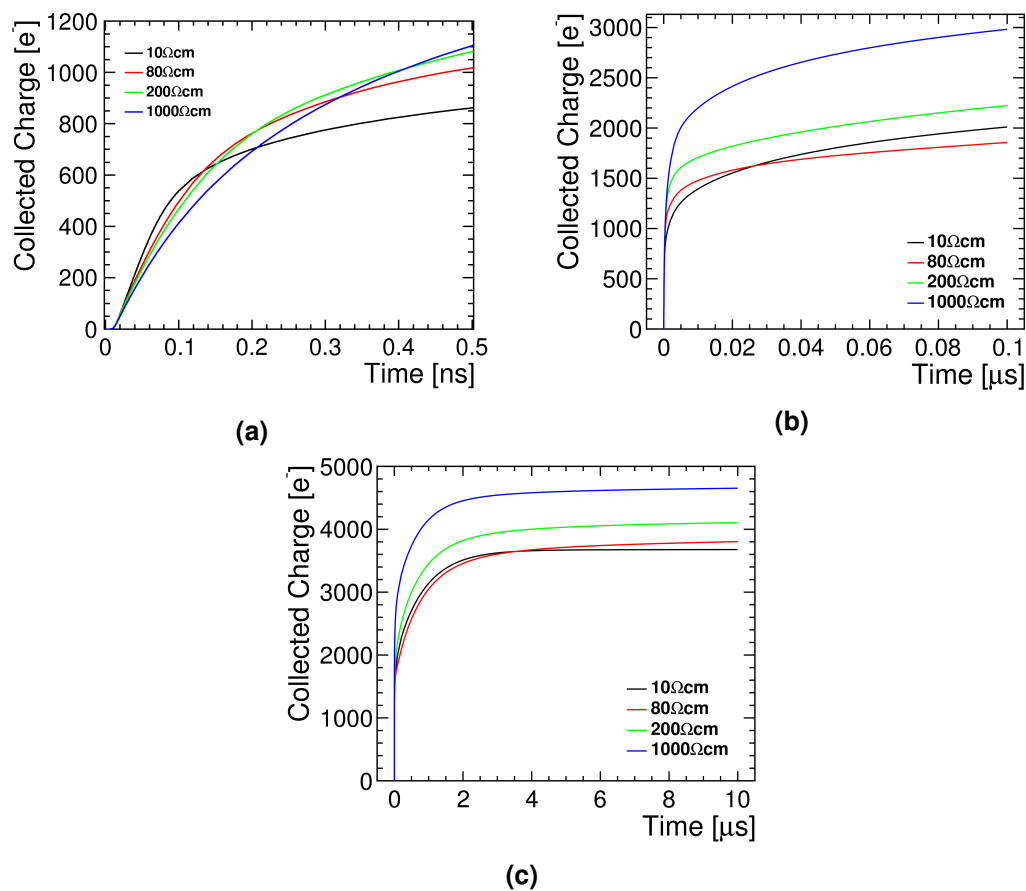 1200
1000
800
600
400
200
0
Collected Charge [e-]
10Ωcm
80Ωcm
200Ωcm
1000Ωcm
0 0.1 0.2 0.3 0.4 0.5
Time [ns]
(a)
3000
2500
2000
1500
1000
500
0
Collected Charge [e-]
10Ωcm
80Ωcm
200Ωcm
1000Ωcm
0 0.02 0.04 0.06 0.08 0.1
Time [μs]
(b)
5000
4000
3000
2000
1000
0
Collected Charge [e-]
10Ωcm
80Ωcm
200Ωcm
1000Ωcm
0 2 4 6 8 10
Time [μs]
(c)